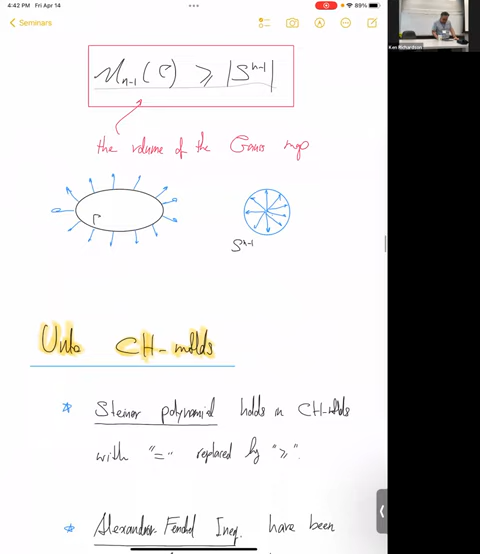 4:42 PM Fri Apr 14
89%
Seminars
Ken Richardson
M_{n-1}(Γ) ≥ |S^{n-1}|
the volume of the Gauss map
Γ
S^{n-1}
Unto CH-mflds
* Steiner polynomial holds in CH-mflds
with "=" replaced by "≥".
* Alexandrov Fenchel Ineq. have been